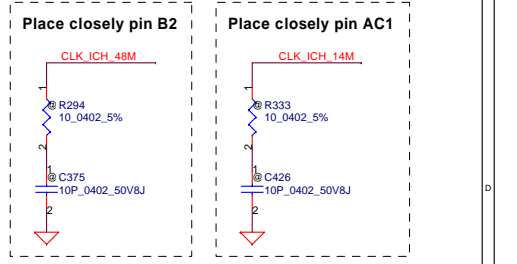 Place closely pin B2
CLK_ICH_48M
1
@ R294
10_0402_5%
2
1
@ C375
10P_0402_50V8J
2
Place closely pin AC1
CLK_ICH_14M
1
@ R333
10_0402_5%
2
1
@ C426
10P_0402_50V8J
2
D